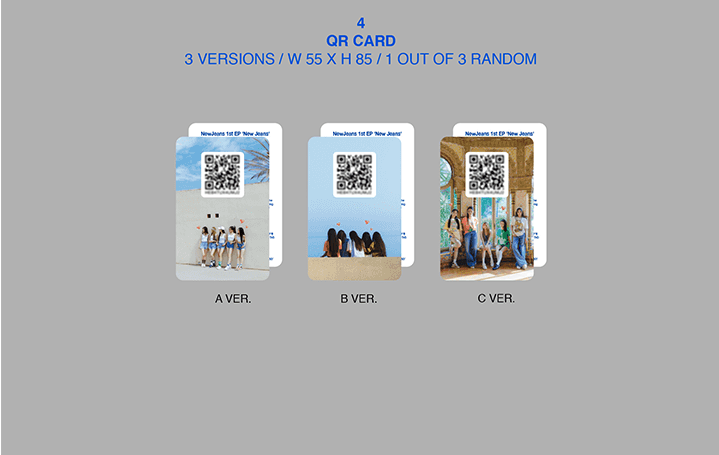 4
QR CARD
3 VERSIONS / W 55 X H 85 / 1 OUT OF 3 RANDOM
NewJeans 1st EP 'New Jeans'
NewJeans 1st EP 'New Jeans'
NewJeans 1st EP 'New Jeans'
A VER.
B VER.
C VER.